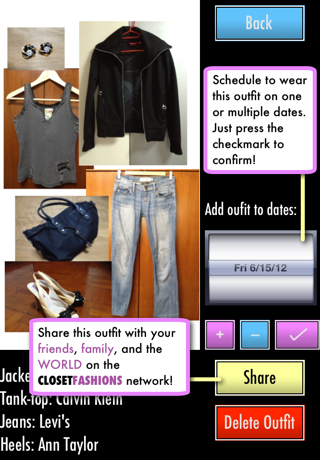 Back
Schedule to wear
this outfit on one
or multiple dates.
Just press the
checkmark to
confirm!
Add oufit to dates:
Fri 6/15/12
+ −
Share this outfit with your
friends, family, and the
WORLD on the
CLOSETFASHIONS network!
Share
Jacke
Tank-Top: Calvin Klein
Jeans: Levi's
Heels: Ann Taylor
Delete Outfit